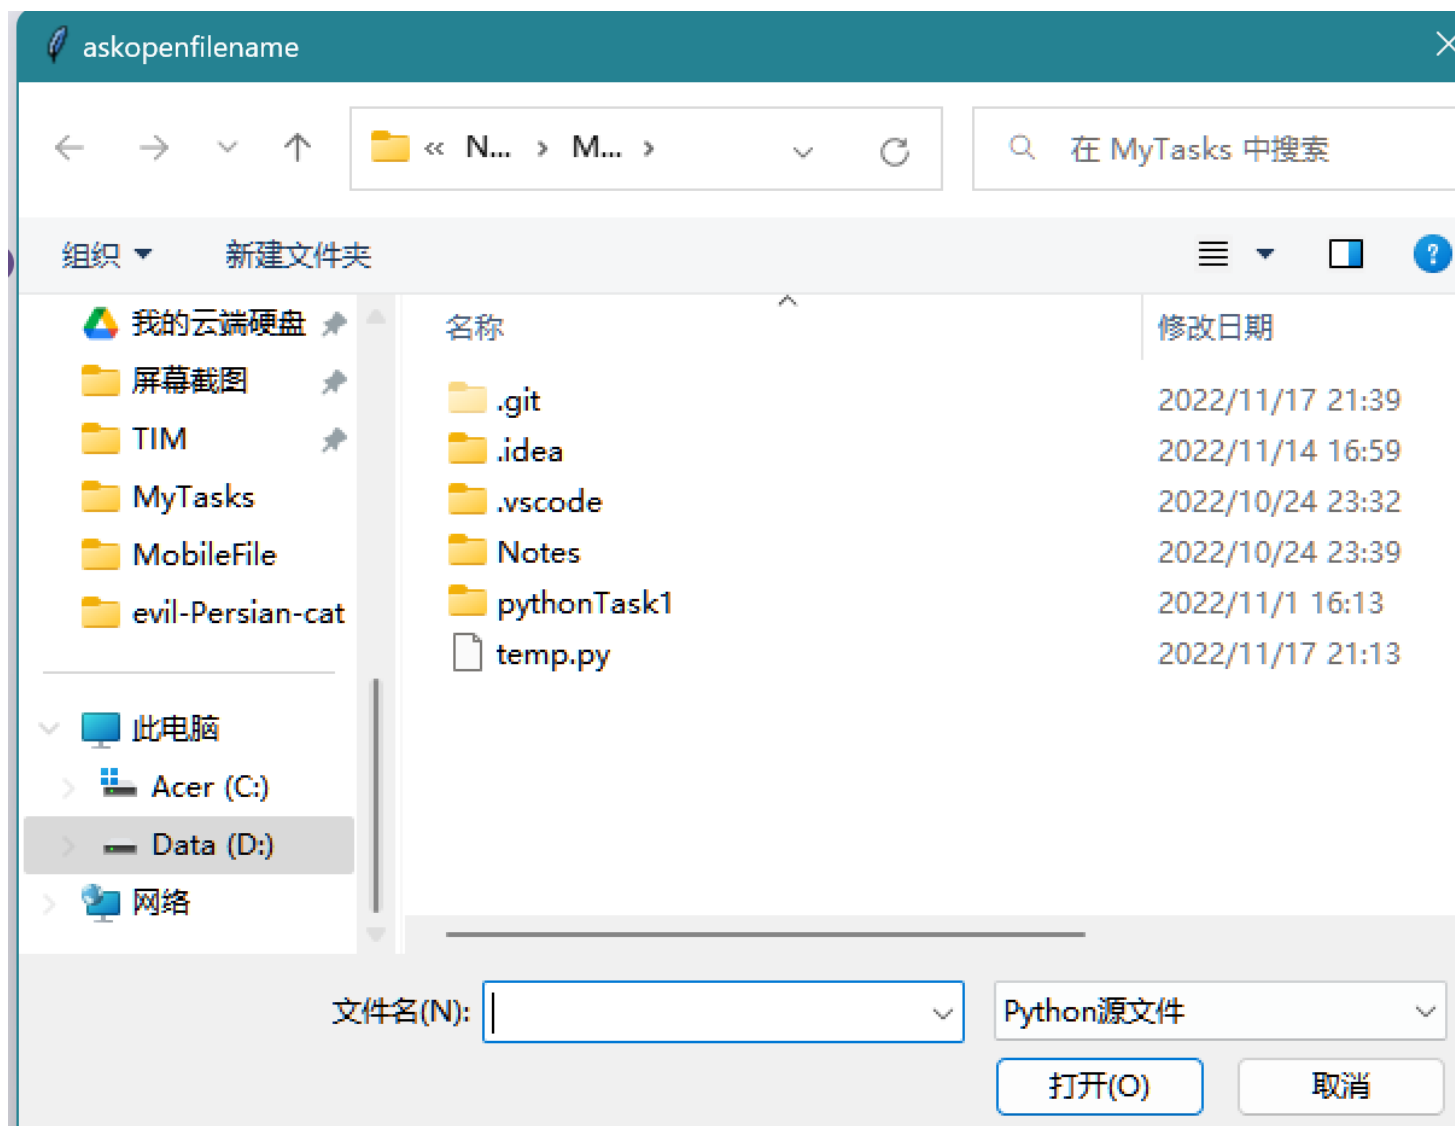 askopenfilename
« N... › M... ›
在 MyTasks 中搜索
组织 新建文件夹
名称 修改日期
我的云端硬盘
屏幕截图
TIM
MyTasks
MobileFile
evil-Persian-cat
此电脑
Acer (C:)
Data (D:)
网络
.git 2022/11/17 21:39
.idea 2022/11/14 16:59
.vscode 2022/10/24 23:32
Notes 2022/10/24 23:39
pythonTask1 2022/11/1 16:13
temp.py 2022/11/17 21:13
文件名(N):
Python源文件
打开(O) 取消